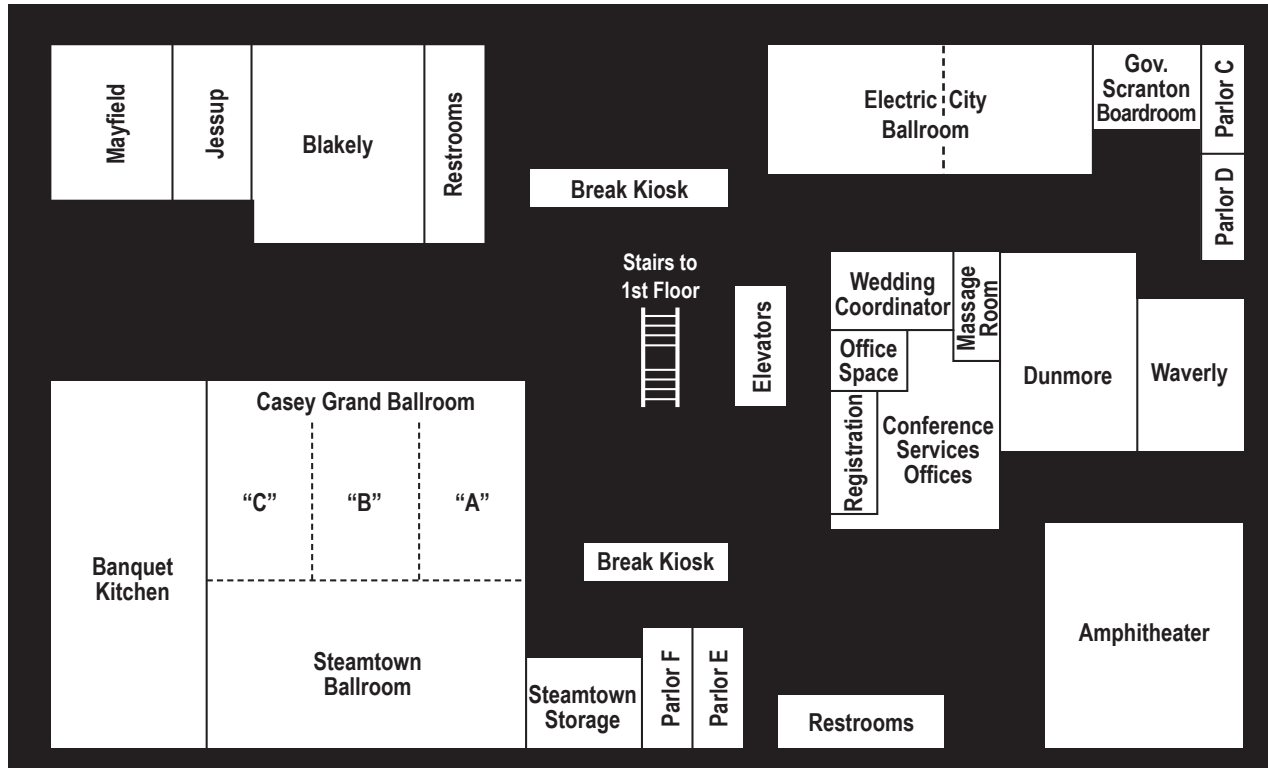 Mayfield
Jessup
Blakely
Restrooms
Break Kiosk
Electric City
Ballroom
Gov.
Scranton
Boardroom
Parlor C
Parlor D
Stairs to
1st Floor
Elevators
Wedding
Coordinator
Massage
Room
Office
Space
Registration
Conference
Services
Offices
Dunmore
Waverly
Casey Grand Ballroom
“C”
“B”
“A”
Banquet
Kitchen
Steamtown
Ballroom
Break Kiosk
Steamtown
Storage
Parlor F
Parlor E
Restrooms
Amphitheater